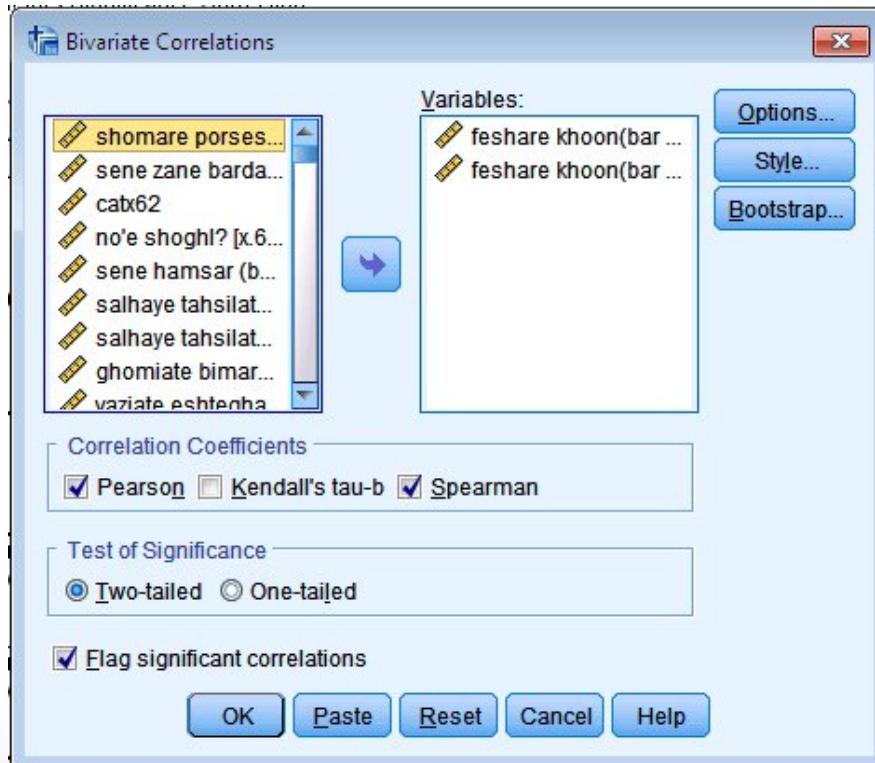 Bivariate Correlations
Variables:
shomare porses...
sene zane barda...
catx62
no'e shoghl? [x.6...
sene hamsar (b...
salhaye tahsilat...
salhaye tahsilat...
ghomiate bimar...
vaziate eshtegha
feshare khoon(bar ...
feshare khoon(bar ...
Options...
Style...
Bootstrap...
Correlation Coefficients
Pearson Kendall's tau-b Spearman
Test of Significance
Two-tailed One-tailed
Flag significant correlations
OK Paste Reset Cancel Help